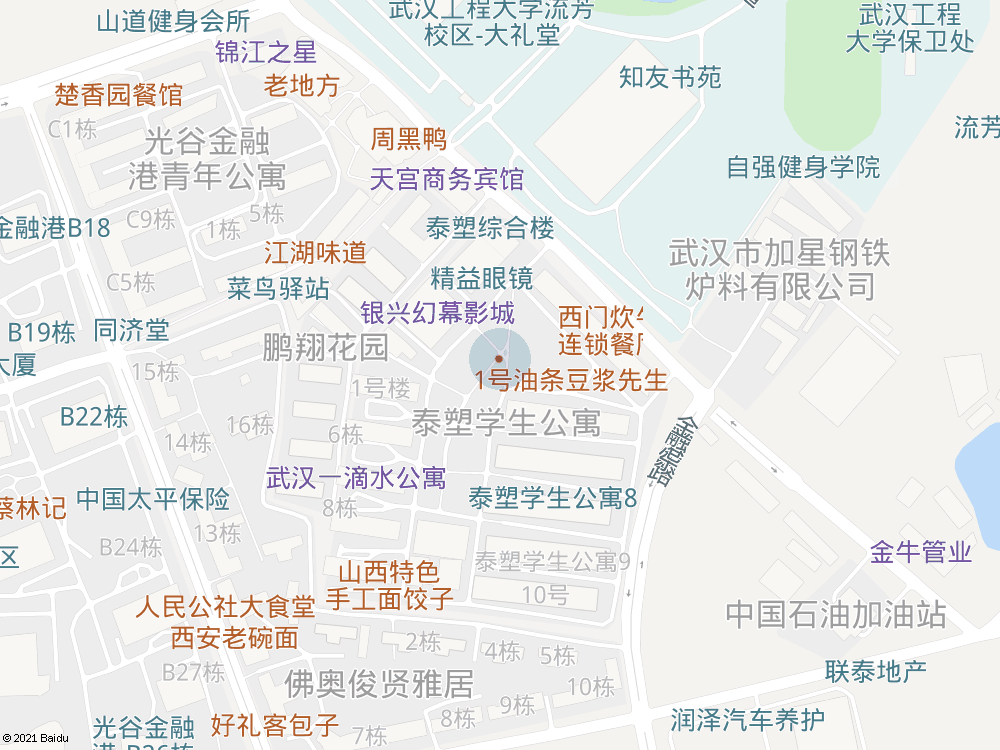 山道健身会所
武汉工程大学流芳
校区-大礼堂
武汉工程
大学保卫处
锦江之星
老地方
知友书苑
楚香园餐馆
C1栋
光谷金融
港青年公寓
周黑鸭
流芳
天宫商务宾馆
自强健身学院
C9栋
5栋
1栋
金融港B18
泰塑综合楼
江湖味道
武汉市加星钢铁
炉料有限公司
C5栋
菜鸟驿站
精益眼镜
银兴幻幕影城
西门炊牛
连锁餐厅
B19栋
同济堂
鹏翔花园
大厦
15栋
1号楼
1号油条豆浆先生
B22栋
16栋
6栋
泰塑学生公寓
14栋
金融港路
武汉一滴水公寓
中国太平保险
泰塑学生公寓8
蔡林记
8栋
13栋
B24栋
区
泰塑学生公寓9
金牛管业
山西特色
手工面饺子
10号
人民公社大食堂
中国石油加油站
西安老碗面
2栋
4栋
5栋
B27栋
佛奥俊贤雅居
10栋
联泰地产
9栋
8栋
好礼客包子
光谷金融
港B26栋
7栋
润泽汽车养护
© 2021 Baidu